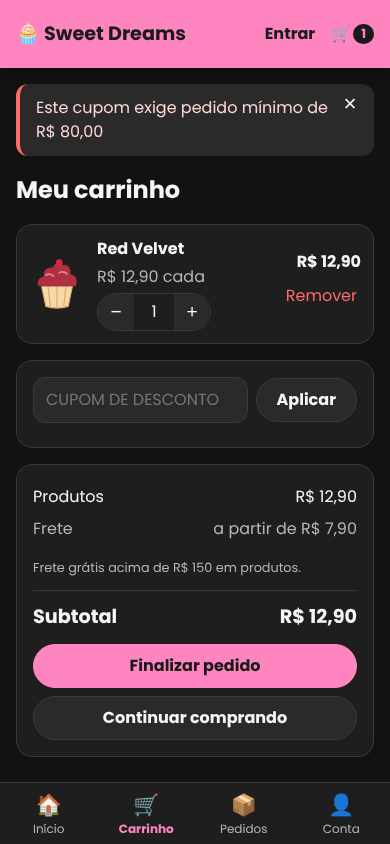 Sweet Dreams
Entrar
1
Este cupom exige pedido mínimo de
R$ 80,00
×
Meu carrinho
Red Velvet
R$ 12,90 cada
− 1 +
R$ 12,90
Remover
CUPOM DE DESCONTO
Aplicar
Produtos R$ 12,90
Frete a partir de R$ 7,90
Frete grátis acima de R$ 150 em produtos.
Subtotal R$ 12,90
Finalizar pedido
Continuar comprando
Início Carrinho Pedidos Conta